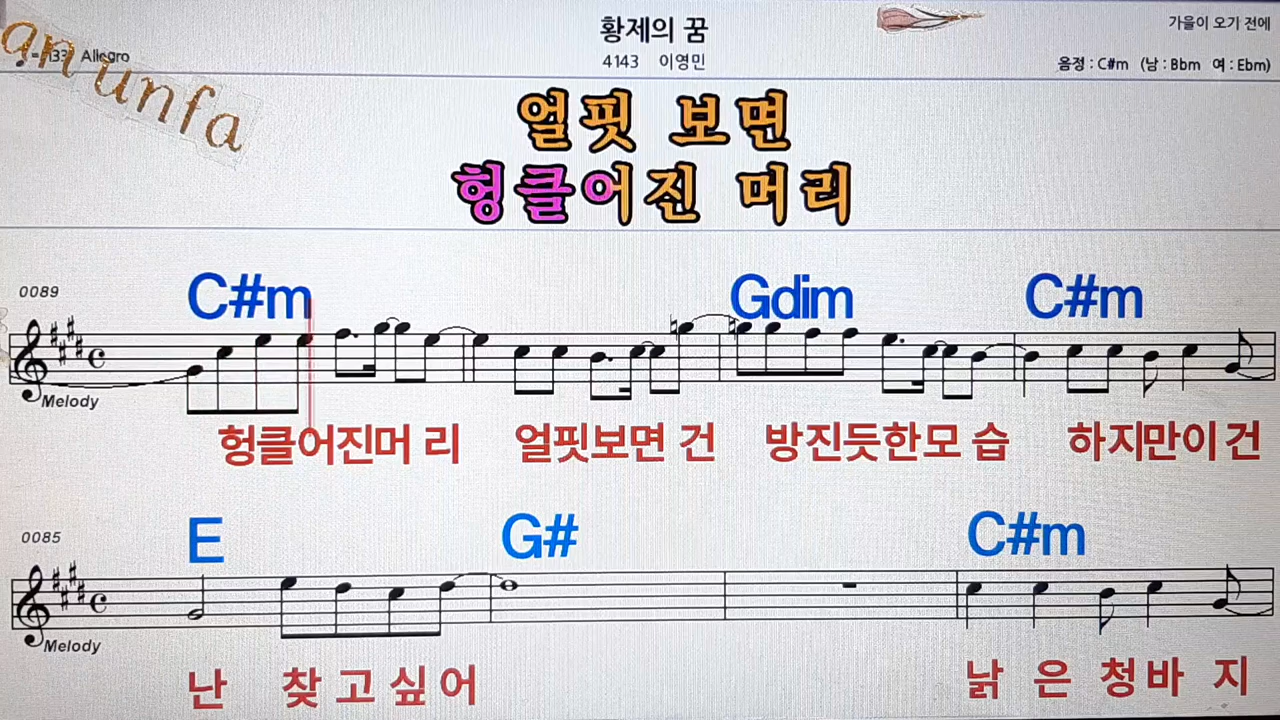 황제의 꿈
가을이 오기 전에
an unfa
♩ = 133 Allegro
4143 이영민
음정 : C#m (남 : Bbm 여 : Ebm)
얼핏 보면
헝클어진 머리
0089
C#m Gdim C#m
Melody
헝클어진머 리 얼핏보면 건 방진듯한모 습 하지만이 건
0085
E G# C#m
Melody
난 찾 고 싶 어 낡 은 청 바 지